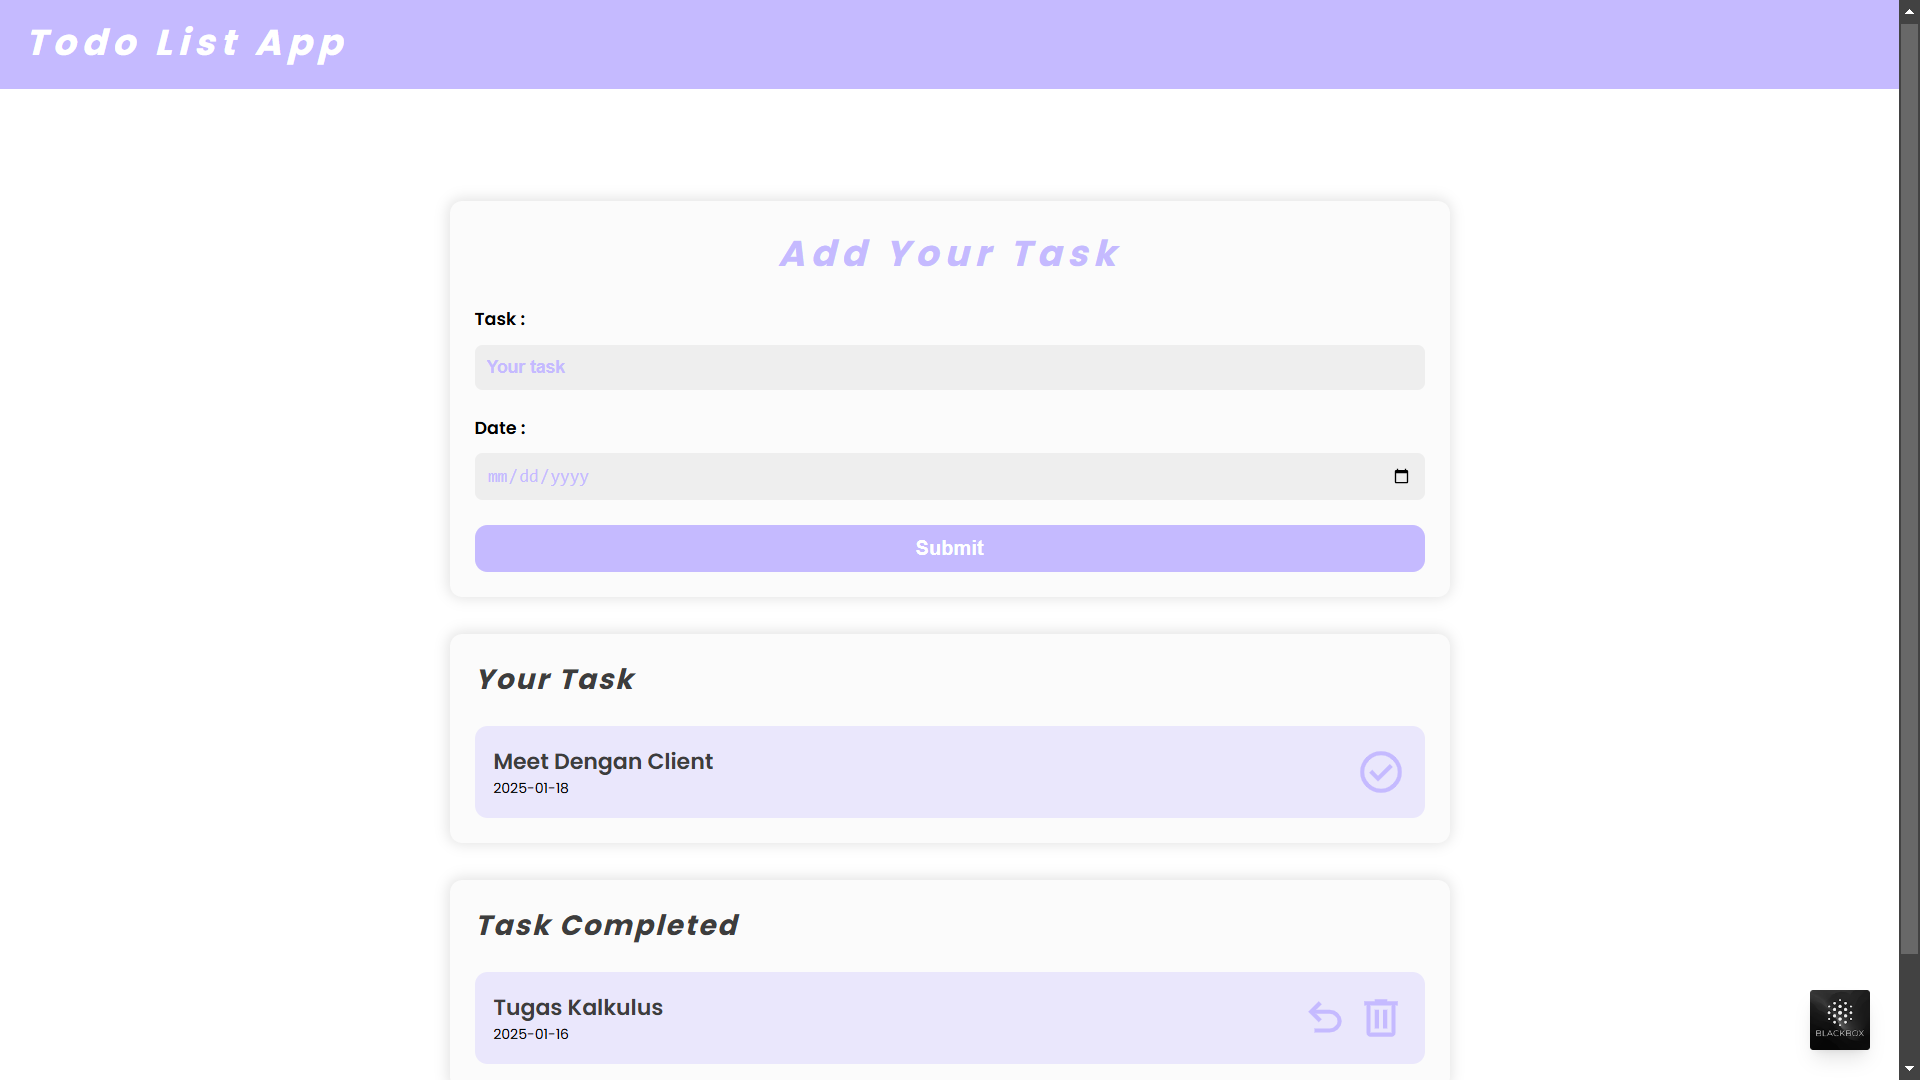 Todo List App
Add Your Task
Task :
Your task
Date :
mm/dd/yyyy
Submit
Your Task
Meet Dengan Client
2025-01-18
Task Completed
Tugas Kalkulus
2025-01-16
BLACKBOX